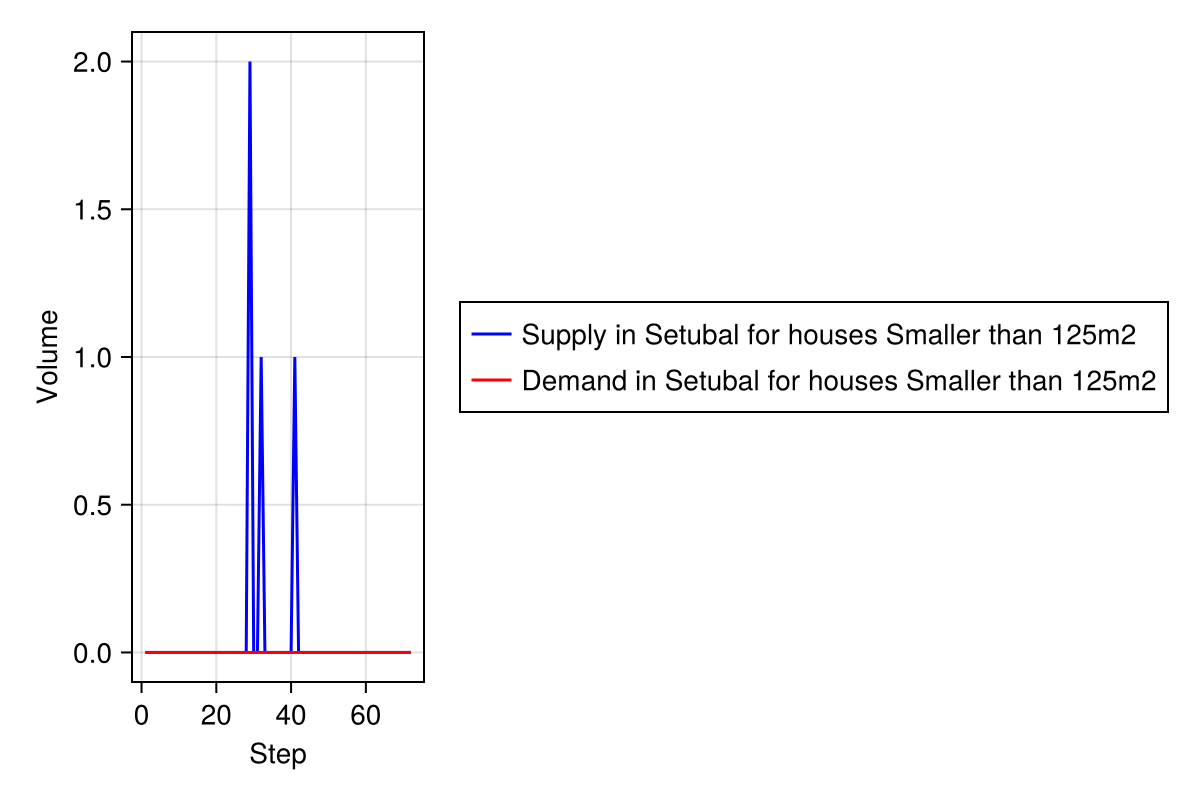 2.0
1.5
1.0
0.5
0.0
Volume
0 20 40 60
Step
Supply in Setubal for houses Smaller than 125m2
Demand in Setubal for houses Smaller than 125m2